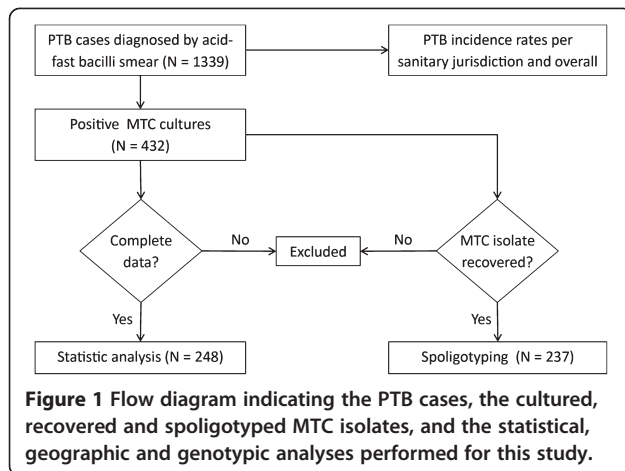 PTB cases diagnosed by acid-
fast bacilli smear (N = 1339)
PTB incidence rates per
sanitary jurisdiction and overall
Positive MTC cultures
(N = 432)
Complete
data?
No
Excluded
No
MTC isolate
recovered?
Yes
Yes
Statistic analysis (N = 248)
Spoligotyping (N = 237)
Figure 1 Flow diagram indicating the PTB cases, the cultured,
recovered and spoligotyped MTC isolates, and the statistical,
geographic and genotypic analyses performed for this study.